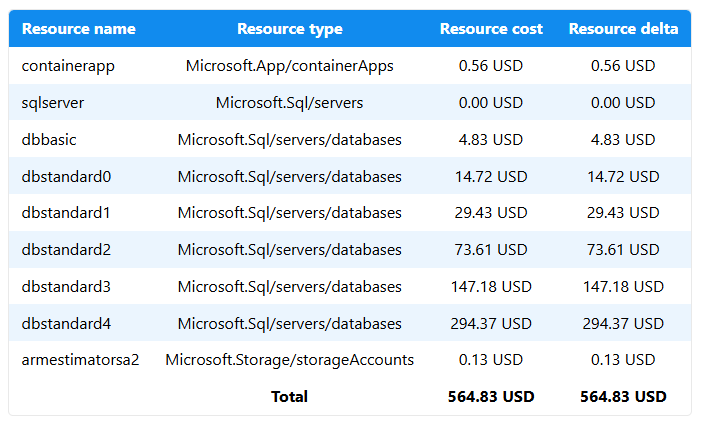 Resource name Resource type Resource cost Resource delta
containerapp Microsoft.App/containerApps 0.56 USD 0.56 USD
sqlserver Microsoft.Sql/servers 0.00 USD 0.00 USD
dbbasic Microsoft.Sql/servers/databases 4.83 USD 4.83 USD
dbstandard0 Microsoft.Sql/servers/databases 14.72 USD 14.72 USD
dbstandard1 Microsoft.Sql/servers/databases 29.43 USD 29.43 USD
dbstandard2 Microsoft.Sql/servers/databases 73.61 USD 73.61 USD
dbstandard3 Microsoft.Sql/servers/databases 147.18 USD 147.18 USD
dbstandard4 Microsoft.Sql/servers/databases 294.37 USD 294.37 USD
armestimatorsa2 Microsoft.Storage/storageAccounts 0.13 USD 0.13 USD
Total 564.83 USD 564.83 USD